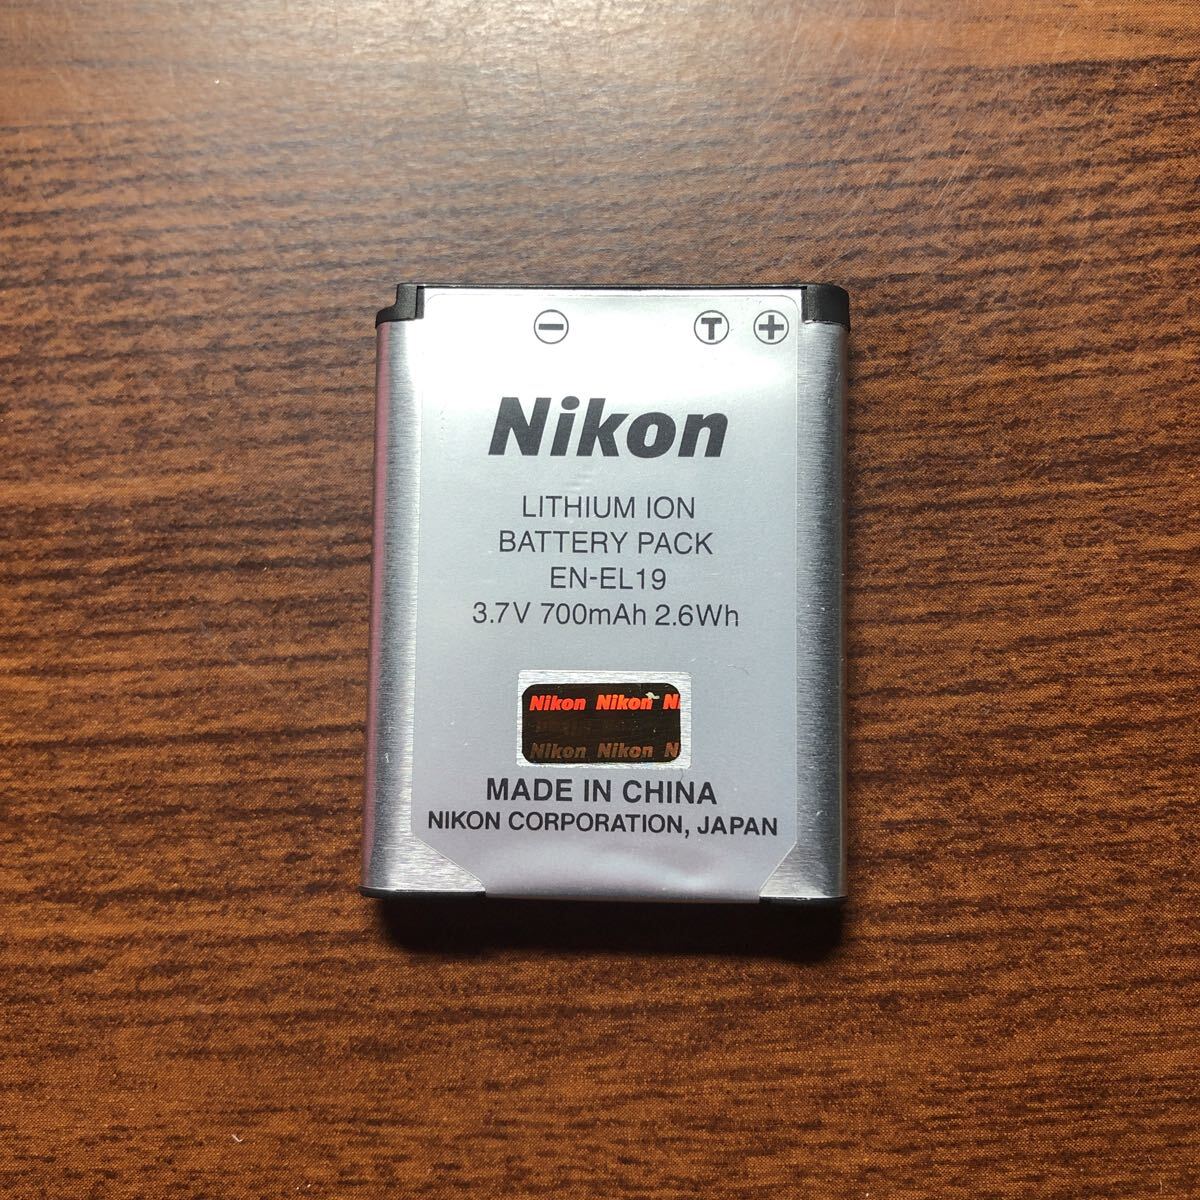 − T +
Nikon
LITHIUM ION
BATTERY PACK
EN-EL19
3.7V 700mAh 2.6Wh
Nikon Nikon Ni
Nikon Nikon N
MADE IN CHINA
NIKON CORPORATION, JAPAN